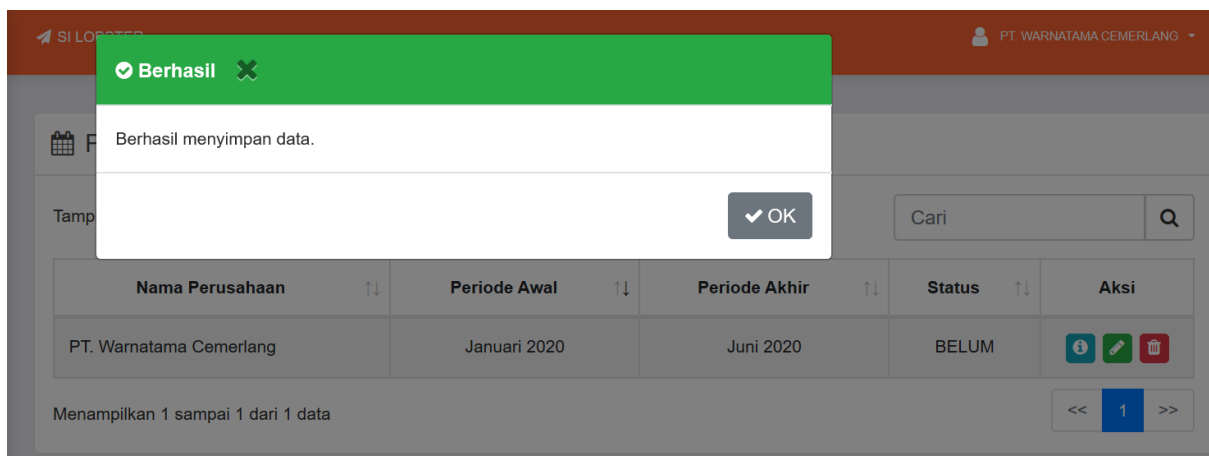 SI LOBSTER
PT. WARNATAMA CEMERLANG
Berhasil
Berhasil menyimpan data.
OK
Cari
Nama Perusahaan Periode Awal Periode Akhir Status Aksi
PT. Warnatama Cemerlang Januari 2020 Juni 2020 BELUM
Menampilkan 1 sampai 1 dari 1 data
<< 1 >>